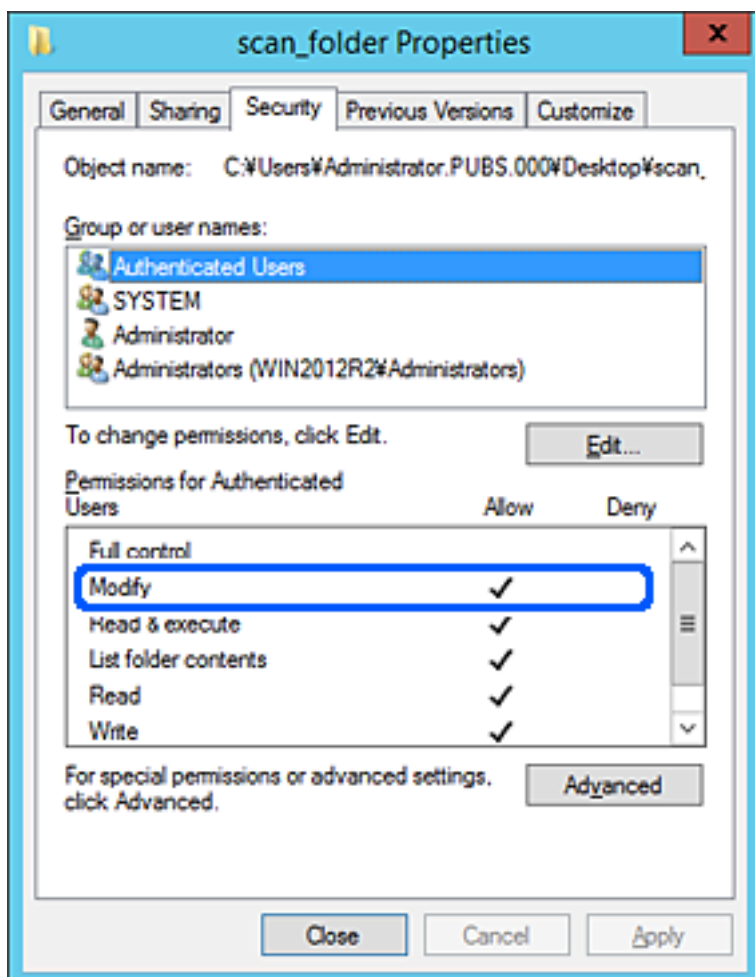 scan_folder Properties
x
General Sharing Security Previous Versions Customize
Object name: C:¥Users¥Administrator.PUBS.000¥Desktop¥scan_
Group or user names:
Authenticated Users
SYSTEM
Administrator
Administrators (WIN2012R2¥Administrators)
To change permissions, click Edit.
Edit...
Permissions for Authenticated
Users Allow Deny
Full control
Modify
Read & execute
List folder contents
Read
Write
For special permissions or advanced settings,
click Advanced.
Advanced
Close Cancel Apply